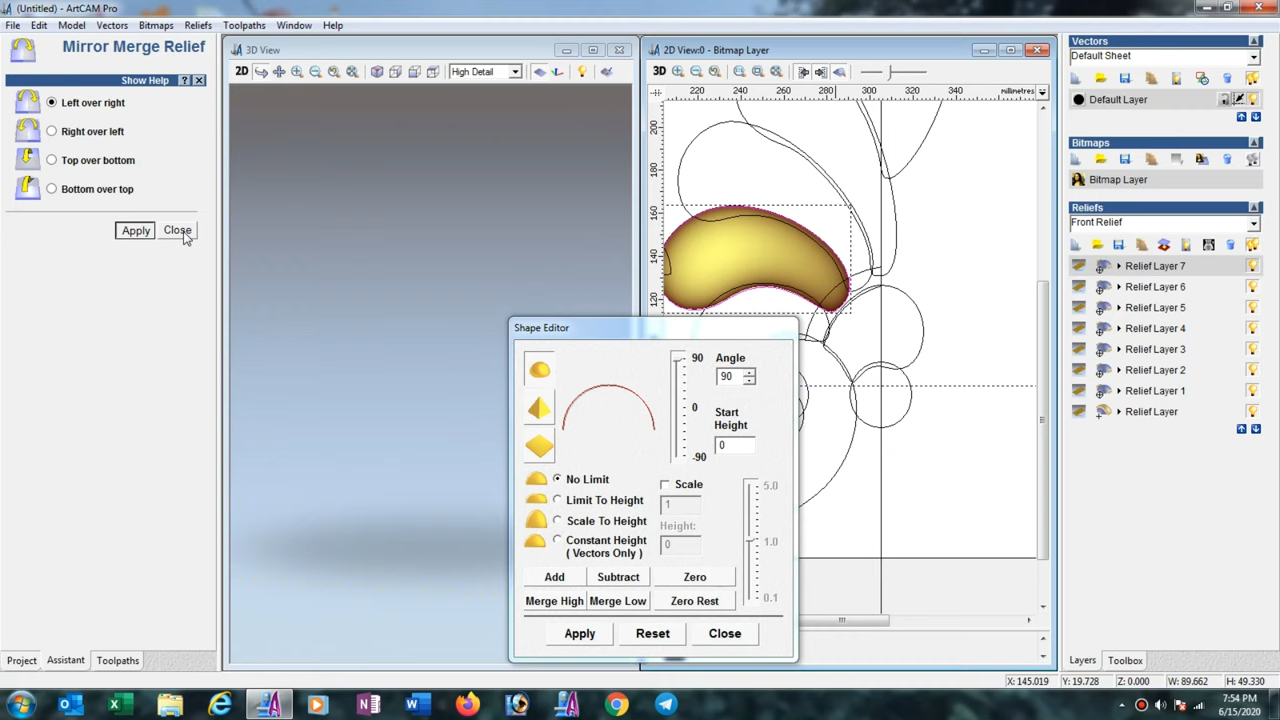 (Untitled) - ArtCAM Pro
File Edit Model Vectors Bitmaps Reliefs Toolpaths Window Help
Mirror Merge Relief
Show Help ?
Left over right
Right over left
Top over bottom
Bottom over top
Apply Close
Project Assistant Toolpaths
3D View
2D High Detail
2D View:0 - Bitmap Layer
3D
220 240 260 280 300 320 340 millimetres
200
180
160
140
120
Shape Editor
90 Angle
90
0 Start
Height
0
-90
No Limit Scale 5.0
Limit To Height 1
Scale To Height Height:
Constant Height 0 1.0
( Vectors Only )
Add Subtract Zero
Merge High Merge Low Zero Rest 0.1
Apply Reset Close
Vectors
Default Sheet
Default Layer
Bitmaps
Bitmap Layer
Reliefs
Front Relief
Relief Layer 7
Relief Layer 6
Relief Layer 5
Relief Layer 4
Relief Layer 3
Relief Layer 2
Relief Layer 1
Relief Layer
Layers Toolbox
X: 145.019 Y: 19.728 Z: 0.000 W: 89.662 H: 49.330
7:54 PM
6/15/2020